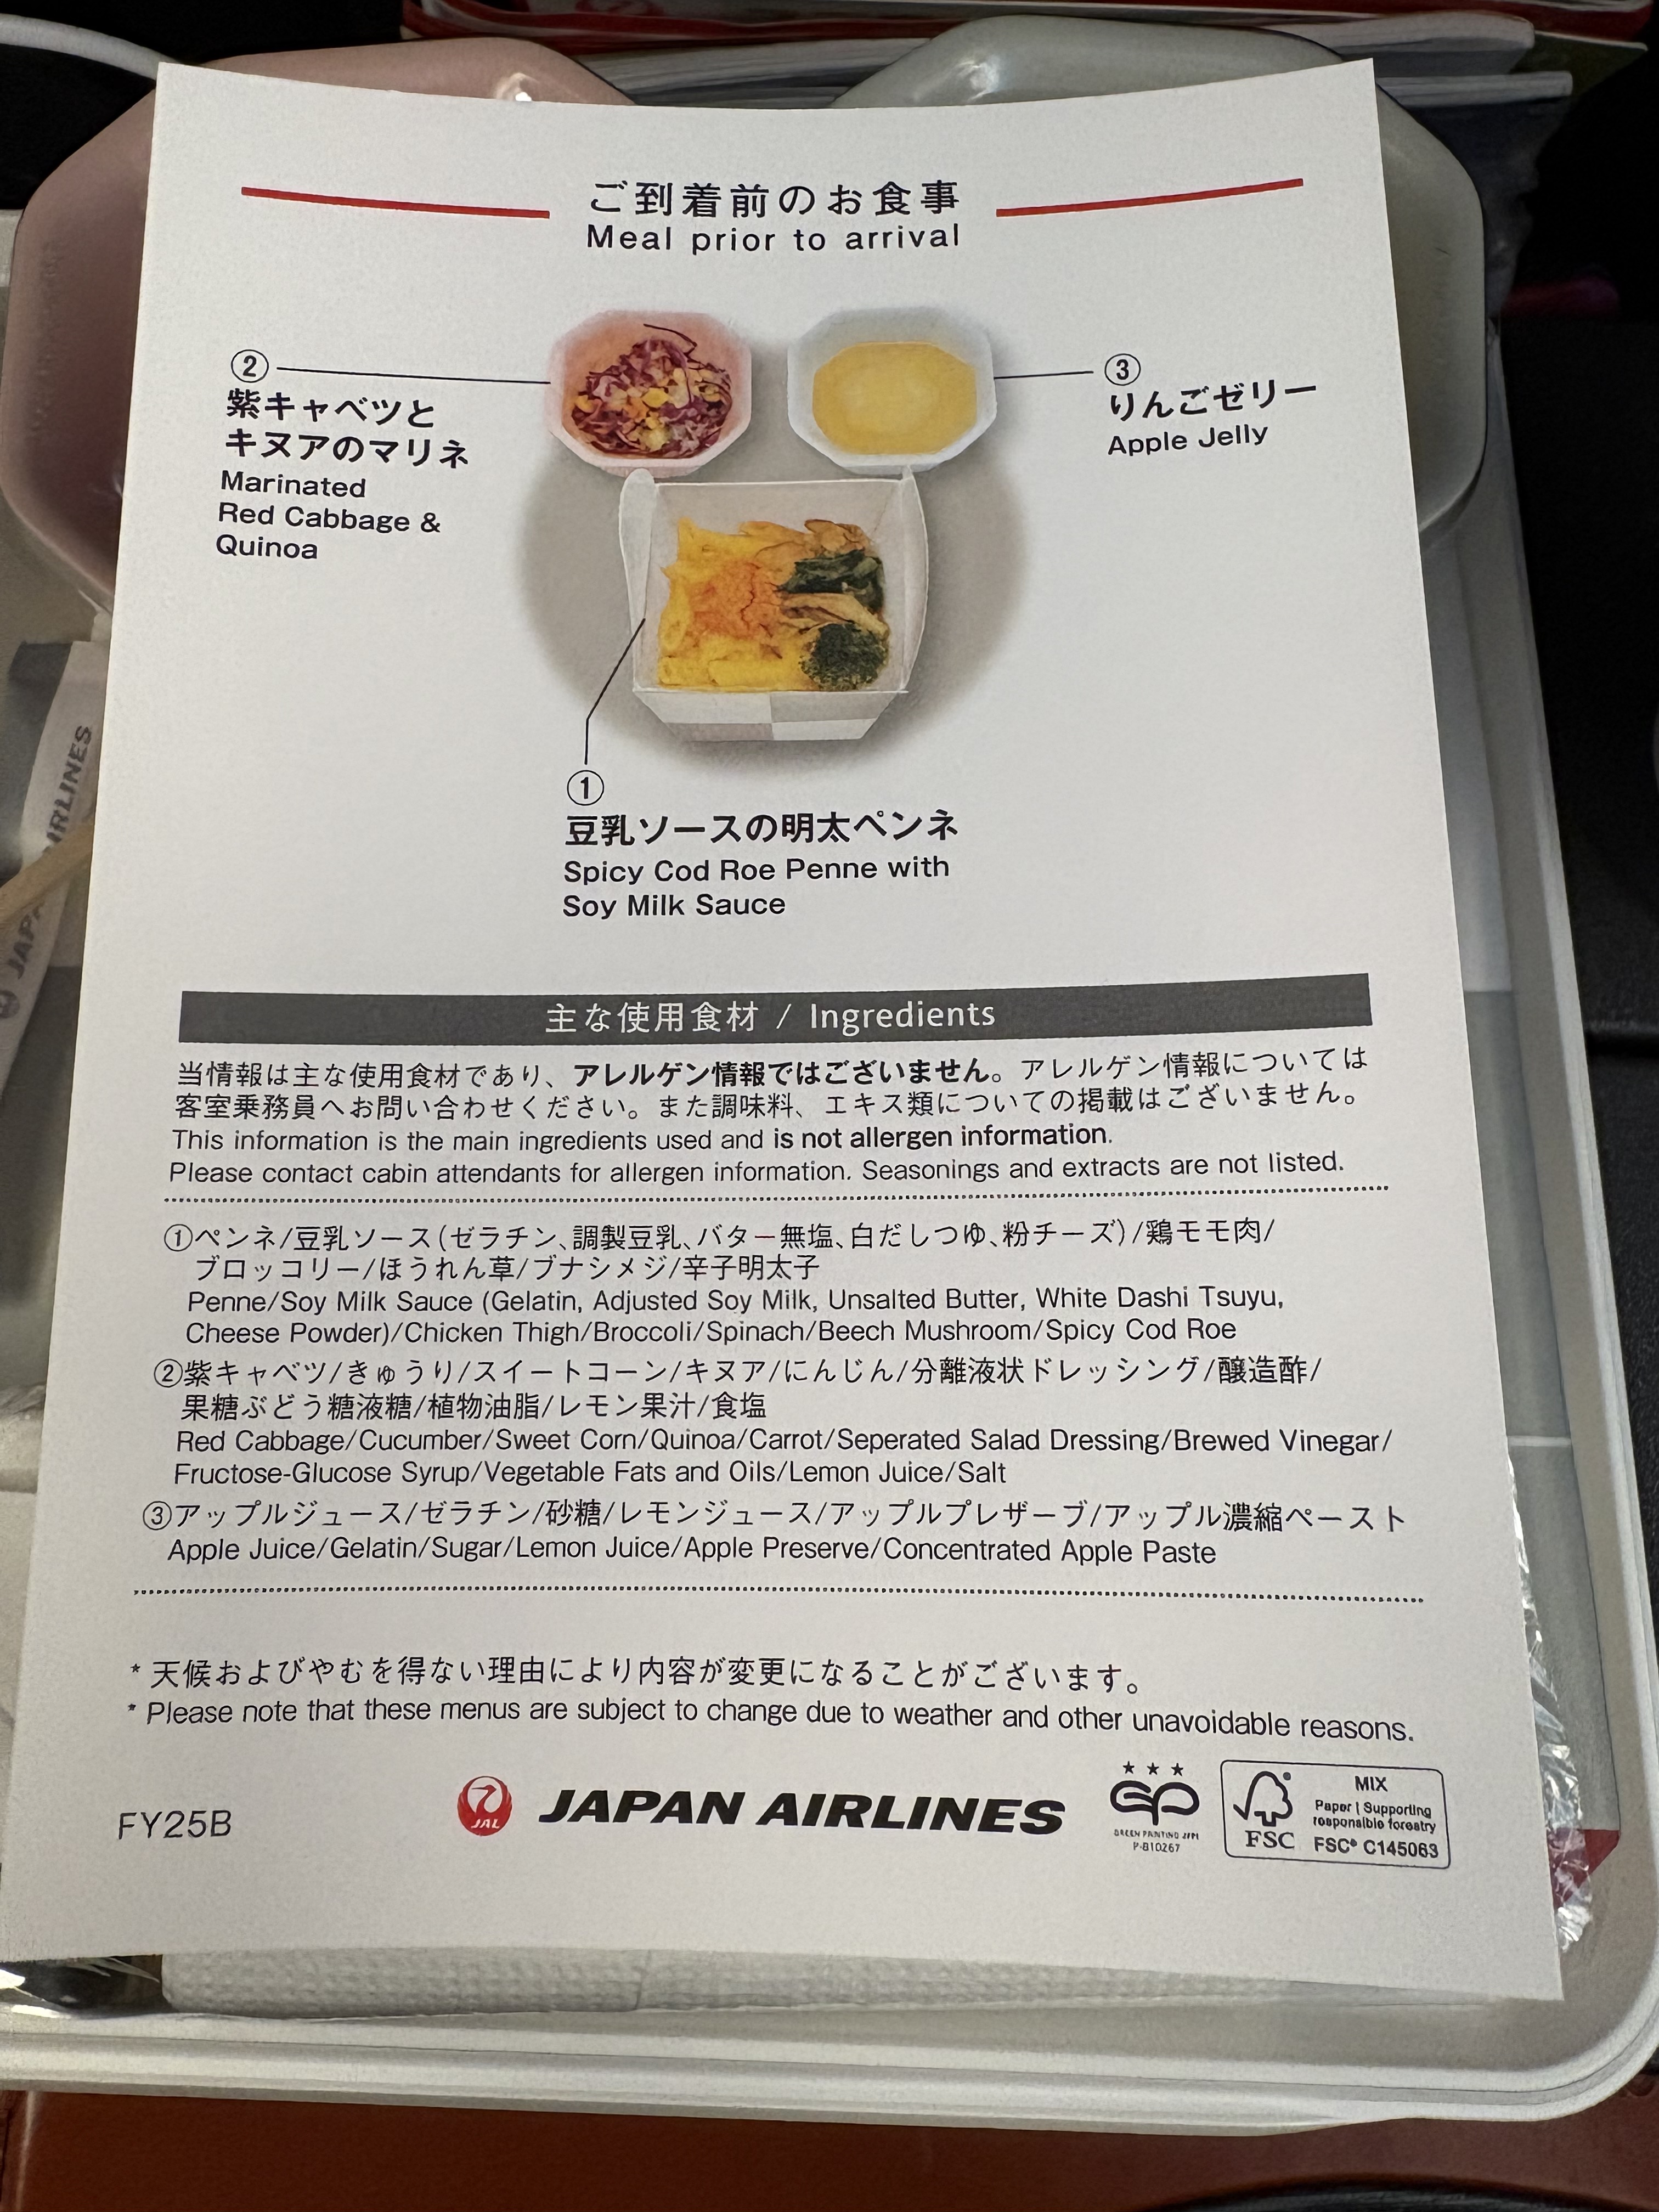 ご到着前のお食事
Meal prior to arrival
②
紫キャベツと
キヌアのマリネ
Marinated
Red Cabbage &
Quinoa
③
りんごゼリー
Apple Jelly
①
豆乳ソースの明太ペンネ
Spicy Cod Roe Penne with
Soy Milk Sauce
主な使用食材 / Ingredients
当情報は主な使用食材であり、アレルゲン情報ではございません。アレルゲン情報については
客室乗務員へお問い合わせください。また調味料、エキス類についての掲載はございません。
This information is the main ingredients used and is not allergen information.
Please contact cabin attendants for allergen information. Seasonings and extracts are not listed.
①ペンネ/豆乳ソース(ゼラチン、調製豆乳、バター無塩、白だしつゆ、粉チーズ)/鶏モモ肉/
ブロッコリー/ほうれん草/ブナシメジ/辛子明太子
Penne/Soy Milk Sauce (Gelatin, Adjusted Soy Milk, Unsalted Butter, White Dashi Tsuyu,
Cheese Powder)/Chicken Thigh/Broccoli/Spinach/Beech Mushroom/Spicy Cod Roe
②紫キャベツ/きゅうり/スイートコーン/キヌア/にんじん/分離液状ドレッシング/醸造酢/
果糖ぶどう糖液糖/植物油脂/レモン果汁/食塩
Red Cabbage/Cucumber/Sweet Corn/Quinoa/Carrot/Seperated Salad Dressing/Brewed Vinegar/
Fructose-Glucose Syrup/Vegetable Fats and Oils/Lemon Juice/Salt
③アップルジュース/ゼラチン/砂糖/レモンジュース/アップルプレザーブ/アップル濃縮ペースト
Apple Juice/Gelatin/Sugar/Lemon Juice/Apple Preserve/Concentrated Apple Paste
* 天候およびやむを得ない理由により内容が変更になることがございます。
* Please note that these menus are subject to change due to weather and other unavoidable reasons.
FY25B
JAL
JAPAN AIRLINES
GREEN PRINTING JFPI
P-B10267
FSC
MIX
Paper | Supporting
responsible forestry
FSC® C145063
JAPAN AIRLINES